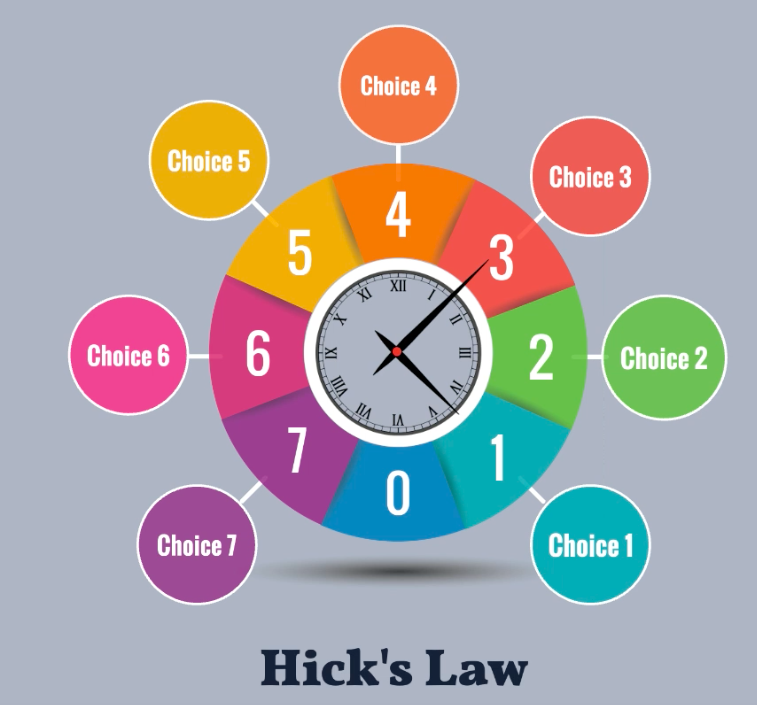 Choice 4
Choice 5
Choice 3
4
5
3
XII
XI
I
X
II
Choice 6
6
IX
III
2
Choice 2
VIII
IV
VII
V
VI
7
1
0
Choice 7
Choice 1
Hick's Law